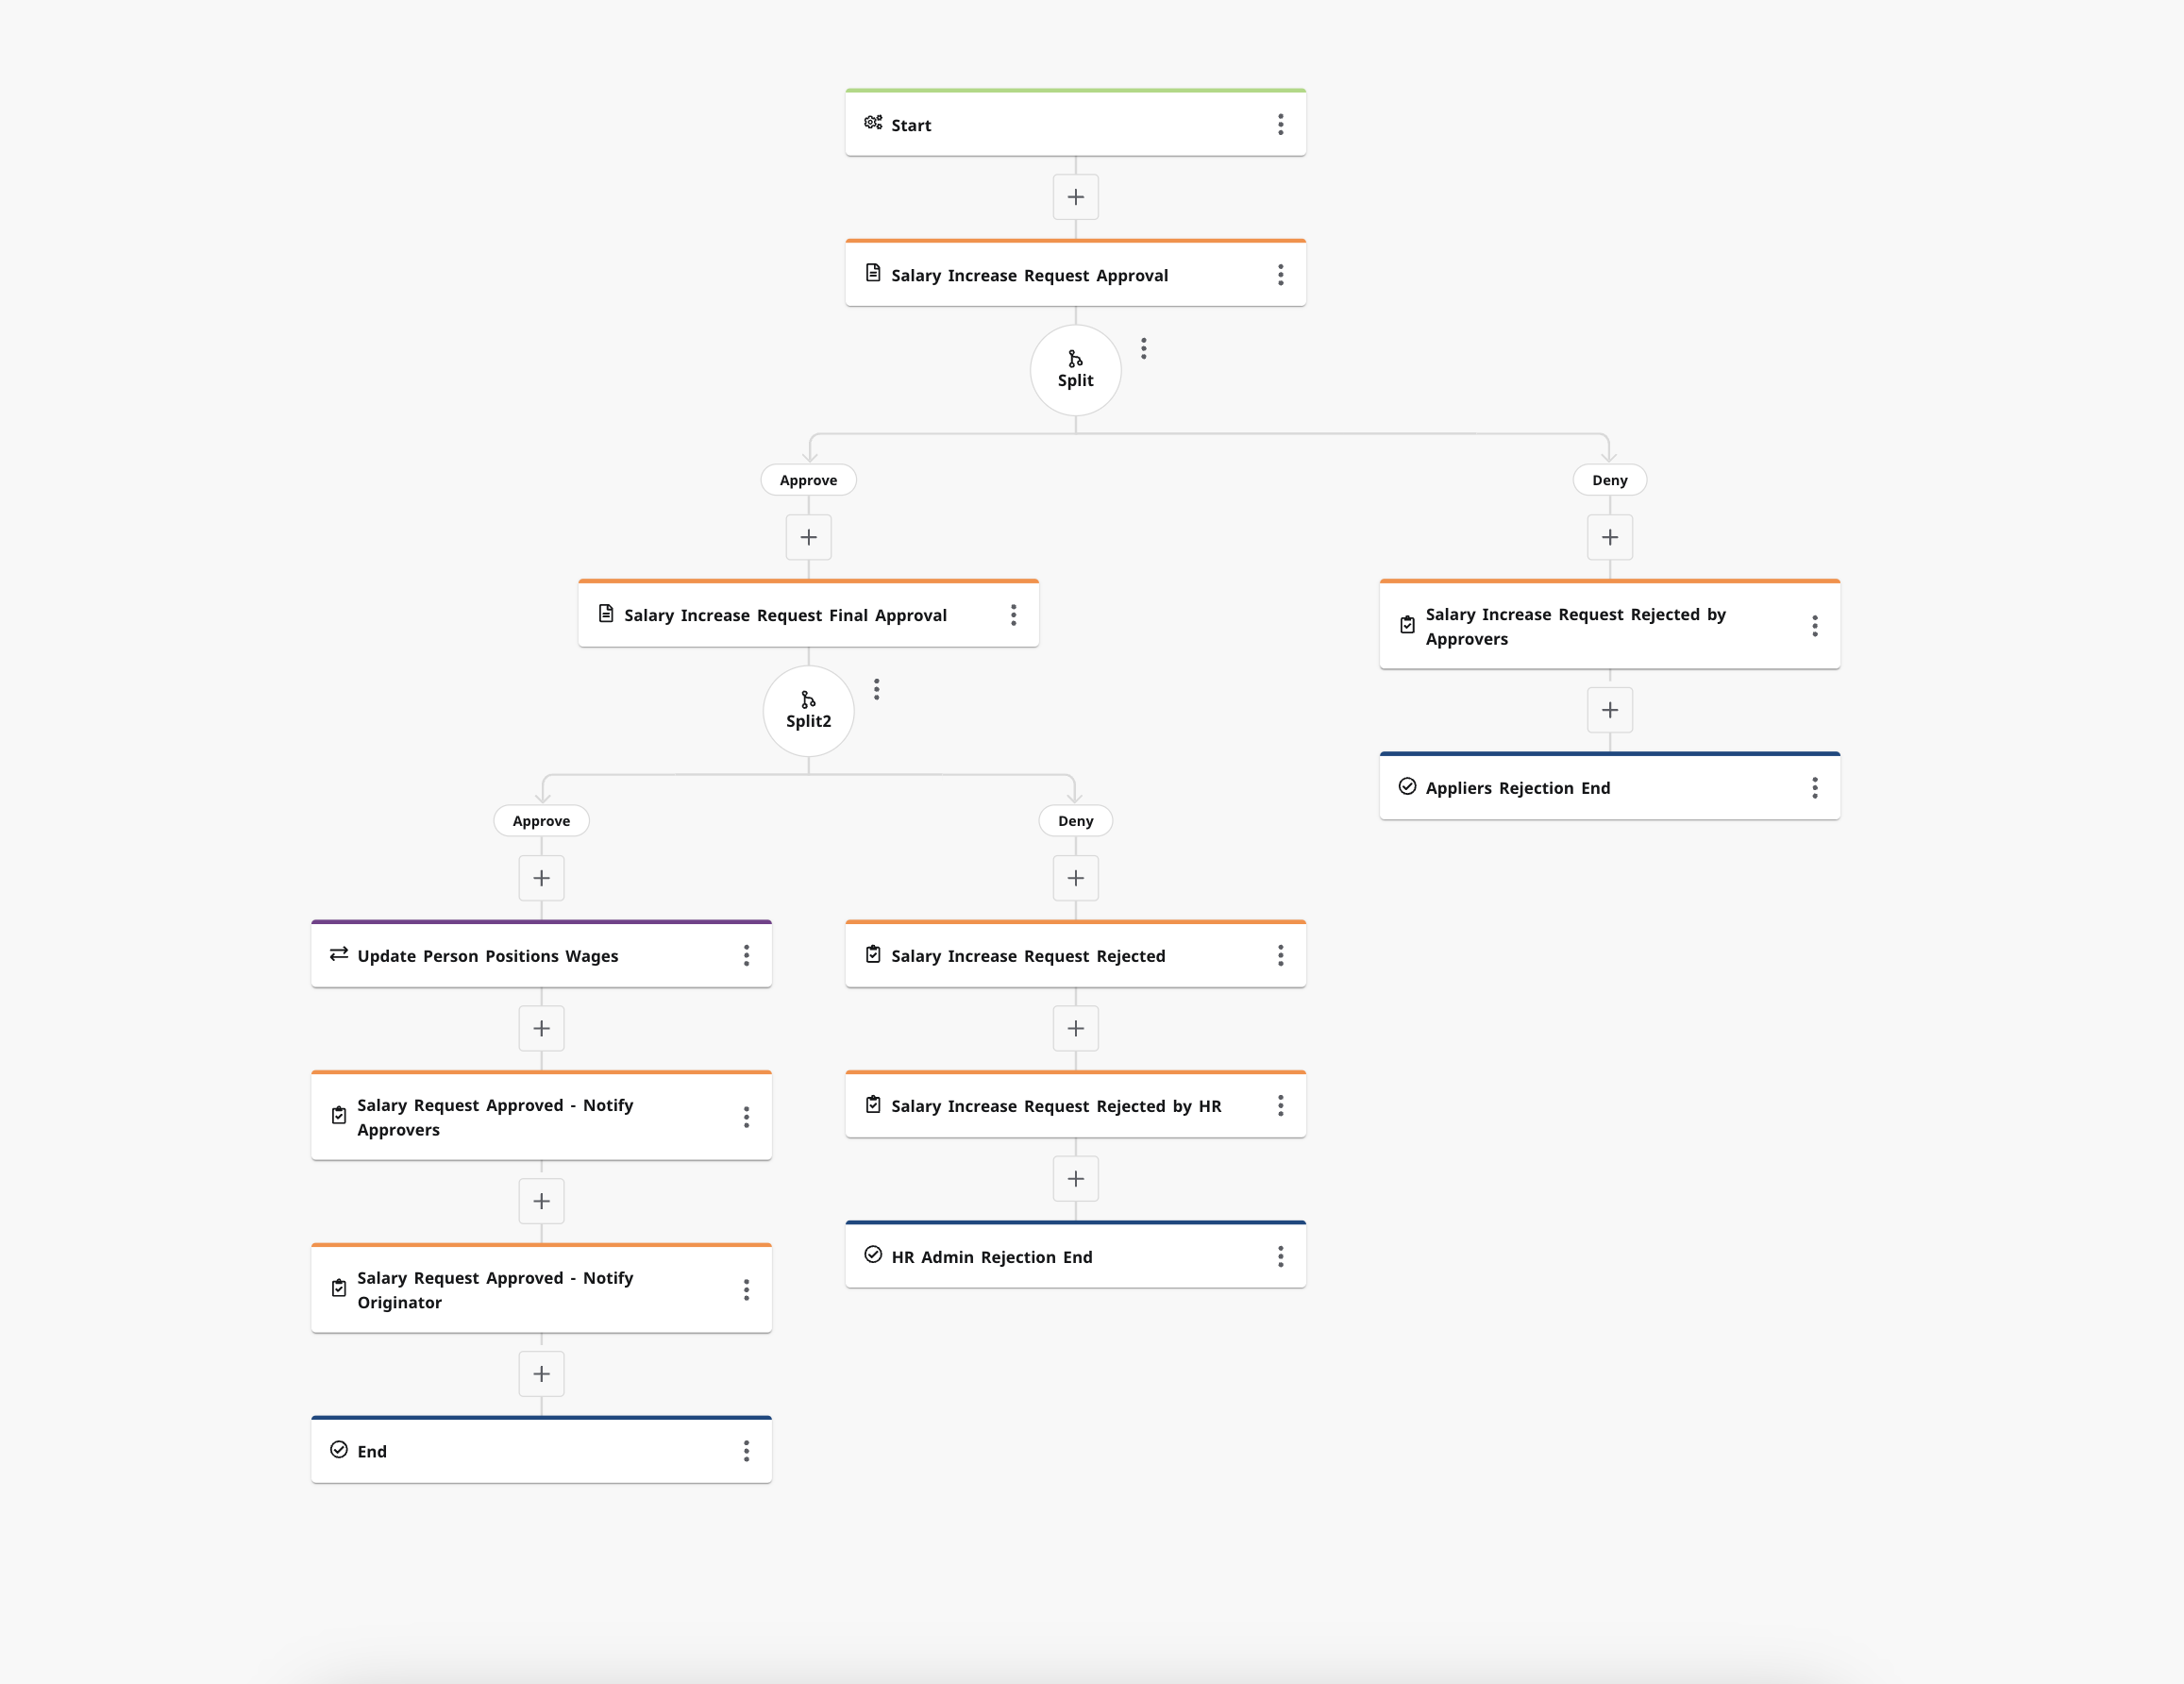 Start
Salary Increase Request Approval
Split
Approve
Deny
Salary Increase Request Final Approval
Salary Increase Request Rejected by
Approvers
Split2
Appliers Rejection End
Approve
Deny
Update Person Positions Wages
Salary Increase Request Rejected
Salary Request Approved - Notify
Approvers
Salary Increase Request Rejected by HR
Salary Request Approved - Notify
Originator
HR Admin Rejection End
End